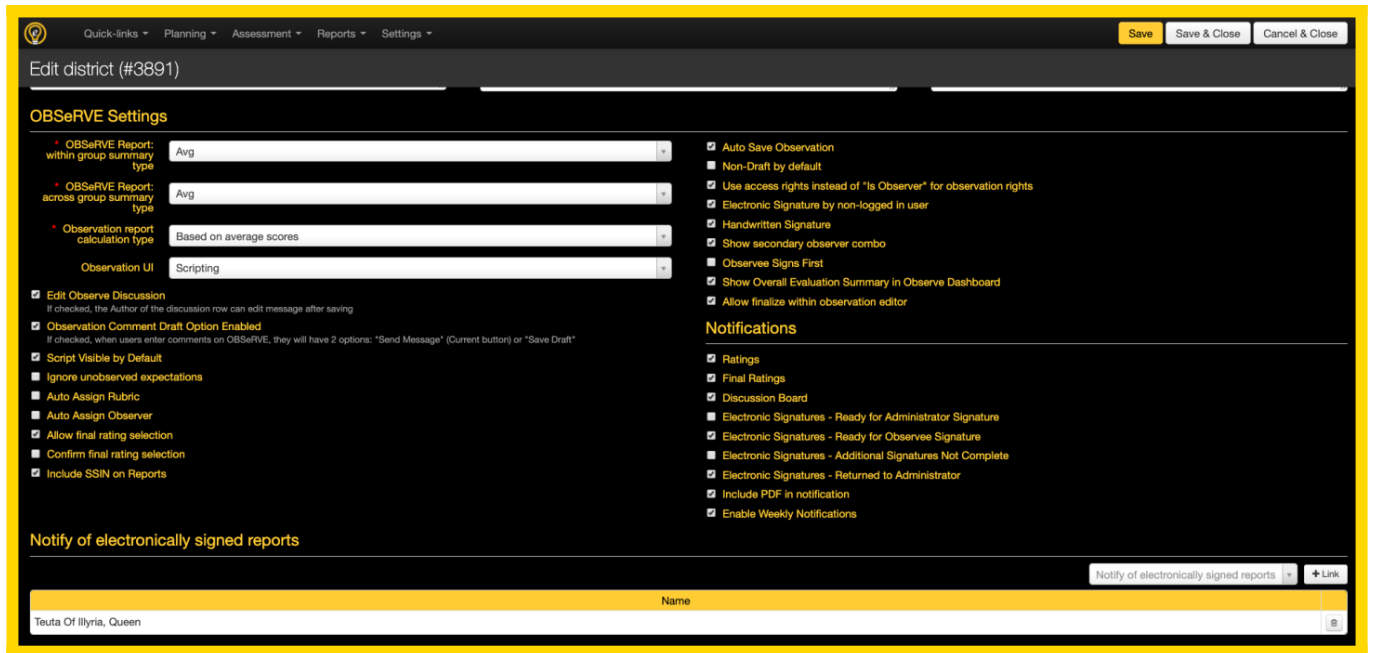 Quick-links Planning Assessment Reports Settings Save Save & Close Cancel & Close
Edit district (#3891)
OBSeRVE Settings
* OBSeRVE Report:
within group summary
type
Avg
* OBSeRVE Report:
across group summary
type
Avg
* Observation report
calculation type
Based on average scores
Observation UI
Scripting
Edit Observe Discussion
If checked, the Author of the discussion row can edit message after saving
Observation Comment Draft Option Enabled
If checked, when users enter comments on OBSeRVE, they will have 2 options: "Send Message" (Current button) or "Save Draft"
Script Visible by Default
Ignore unobserved expectations
Auto Assign Rubric
Auto Assign Observer
Allow final rating selection
Confirm final rating selection
Include SSIN on Reports
Auto Save Observation
Non-Draft by default
Use access rights instead of "Is Observer" for observation rights
Electronic Signature by non-logged in user
Handwritten Signature
Show secondary observer combo
Observee Signs First
Show Overall Evaluation Summary in Observe Dashboard
Allow finalize within observation editor
Notifications
Ratings
Final Ratings
Discussion Board
Electronic Signatures - Ready for Administrator Signature
Electronic Signatures - Ready for Observee Signature
Electronic Signatures - Additional Signatures Not Complete
Electronic Signatures - Returned to Administrator
Include PDF in notification
Enable Weekly Notifications
Notify of electronically signed reports
Notify of electronically signed reports + Link
Name
Teuta Of Illyria, Queen